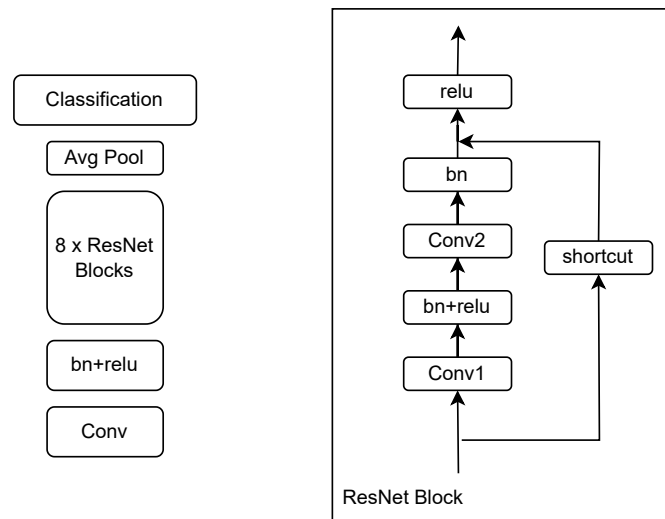 Classification
Avg Pool
8 x ResNet
Blocks
bn+relu
Conv
relu
bn
Conv2
shortcut
bn+relu
Conv1
ResNet Block